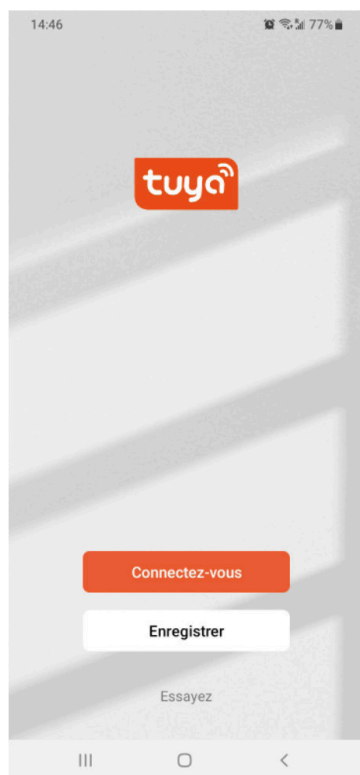 14:46
77%
tuya
Connectez-vous
Enregistrer
Essayez